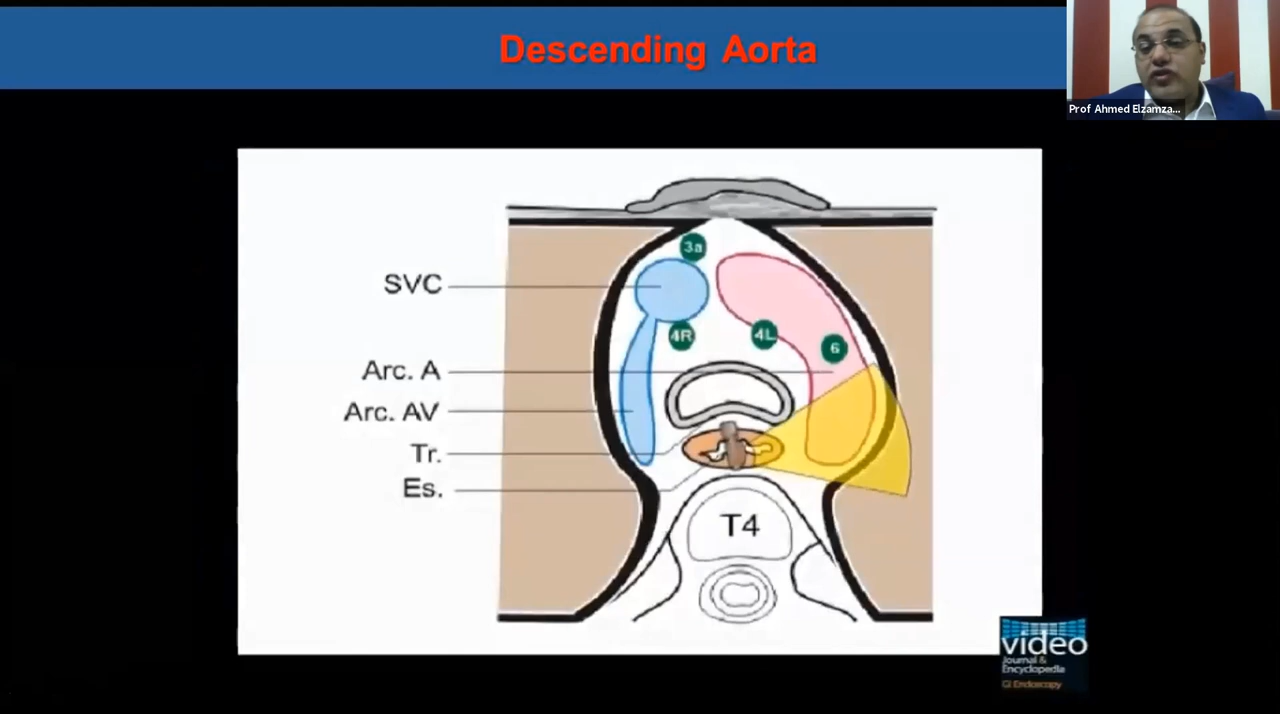 Descending Aorta
Prof Ahmed Elzamza...
3a
SVC
4R
4L
6
Arc. A
Arc. AV
Tr.
Es.
T4
video
Journal &
Encyclopedia
GI Endoscopy